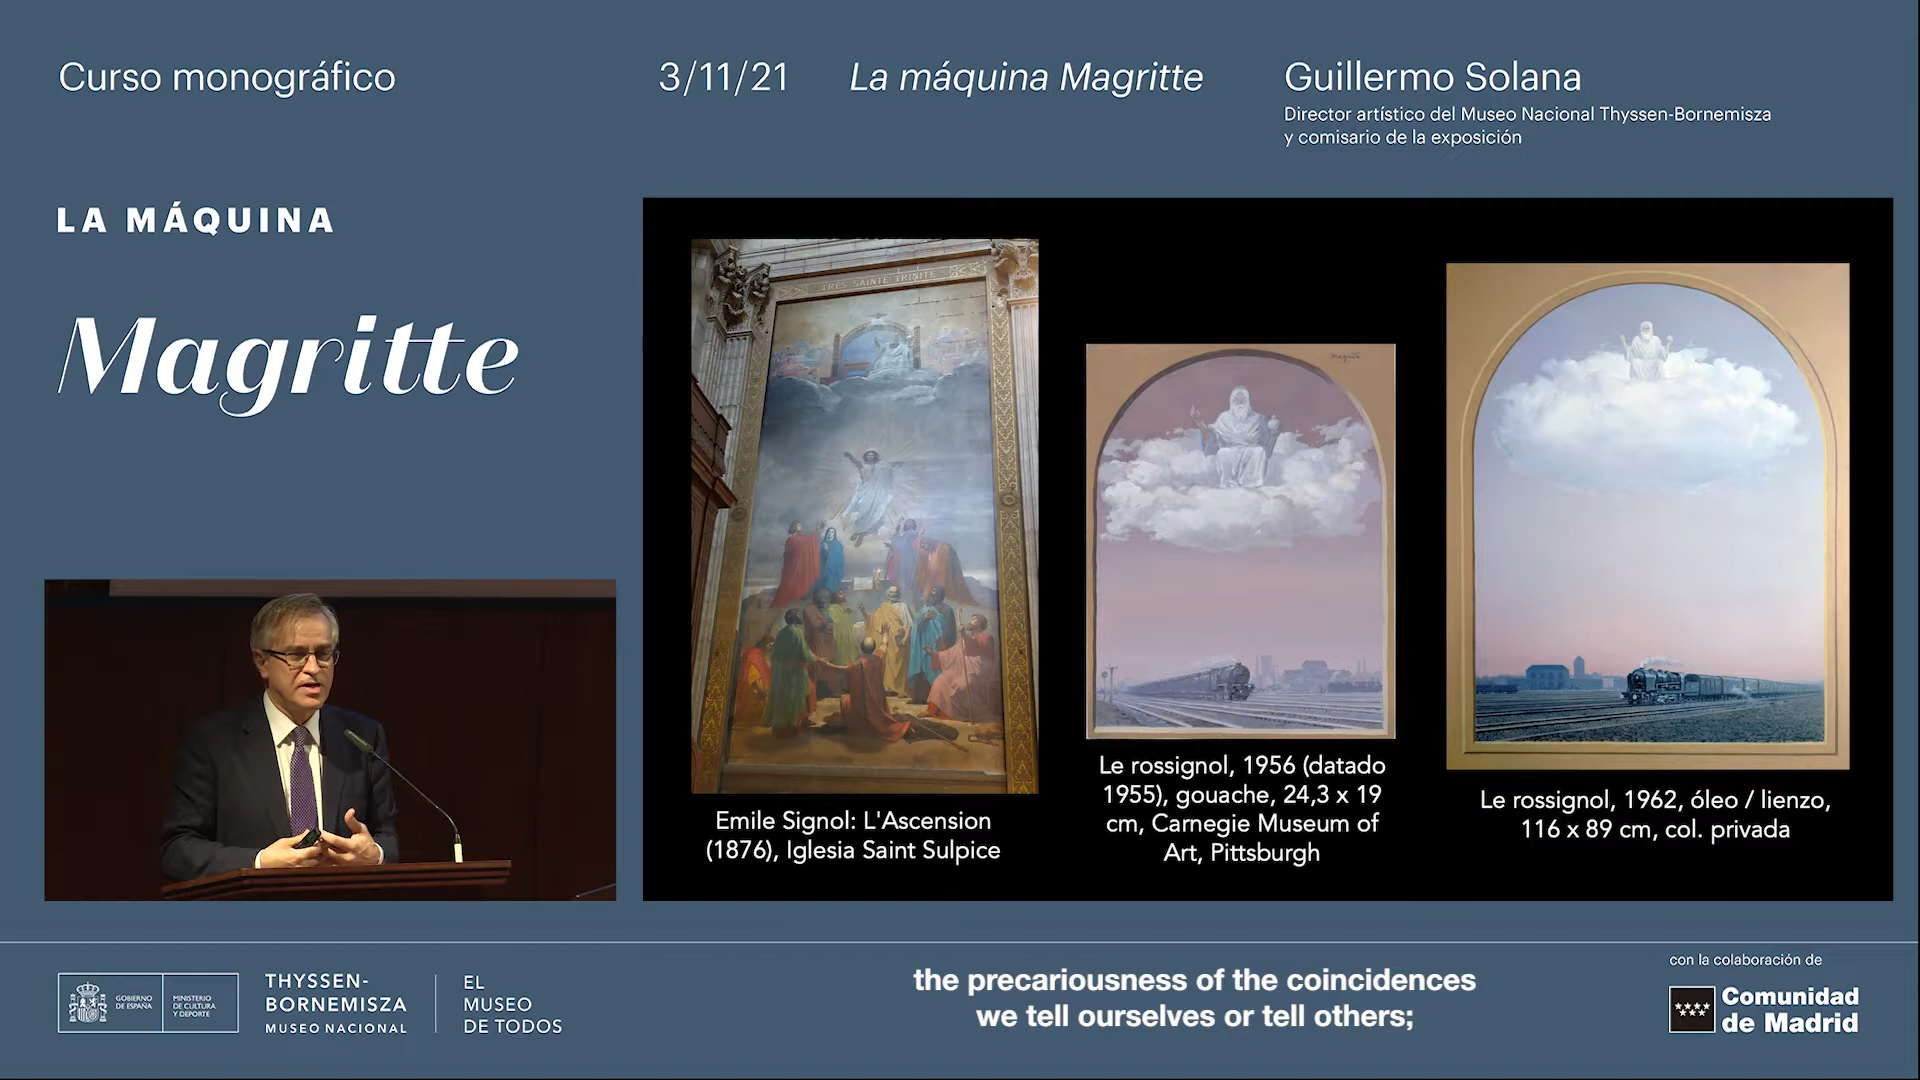 Curso monográfico
3/11/21
La máquina Magritte
Guillermo Solana
Director artístico del Museo Nacional Thyssen-Bornemisza
y comisario de la exposición
LA MÁQUINA
Magritte
TRES SAINTE TRINITE
Magritte
Emile Signol: L'Ascension
(1876), Iglesia Saint Sulpice
Le rossignol, 1956 (datado
1955), gouache, 24,3 x 19
cm, Carnegie Museum of
Art, Pittsburgh
Le rossignol, 1962, óleo / lienzo,
116 x 89 cm, col. privada
GOBIERNO
DE ESPAÑA
MINISTERIO
DE CULTURA
Y DEPORTE
THYSSEN-
BORNEMISZA
MUSEO NACIONAL
EL
MUSEO
DE TODOS
the precariousness of the coincidences
we tell ourselves or tell others;
con la colaboración de
Comunidad
de Madrid